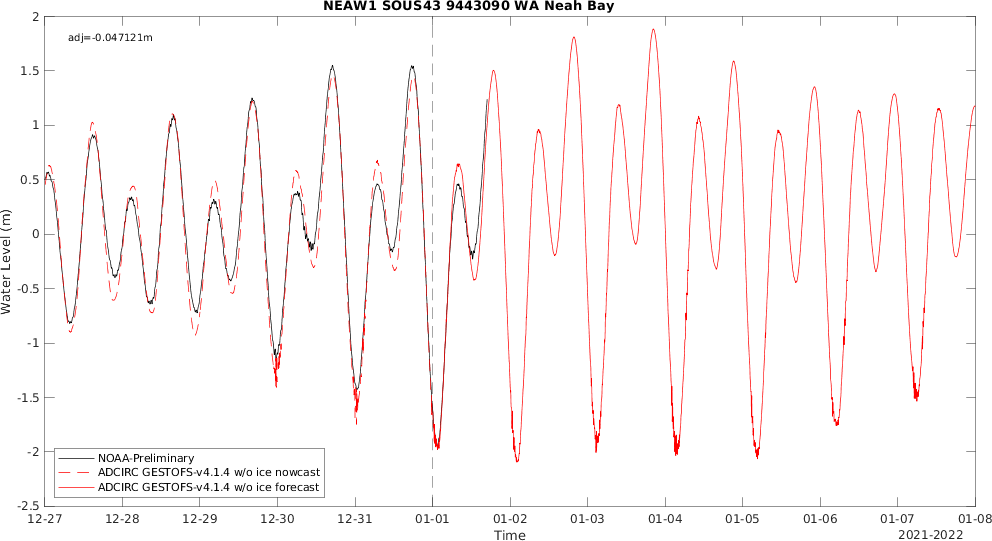 NEAW1 SOUS43 9443090 WA Neah Bay
adj=-0.047121m
2
1.5
1
0.5
0
-0.5
-1
-1.5
-2
-2.5
Water Level (m)
NOAA-Preliminary
ADCIRC GESTOFS-v4.1.4 w/o ice nowcast
ADCIRC GESTOFS-v4.1.4 w/o ice forecast
12-27 12-28 12-29 12-30 12-31 01-01 01-02 01-03 01-04 01-05 01-06 01-07 01-08
Time
2021-2022